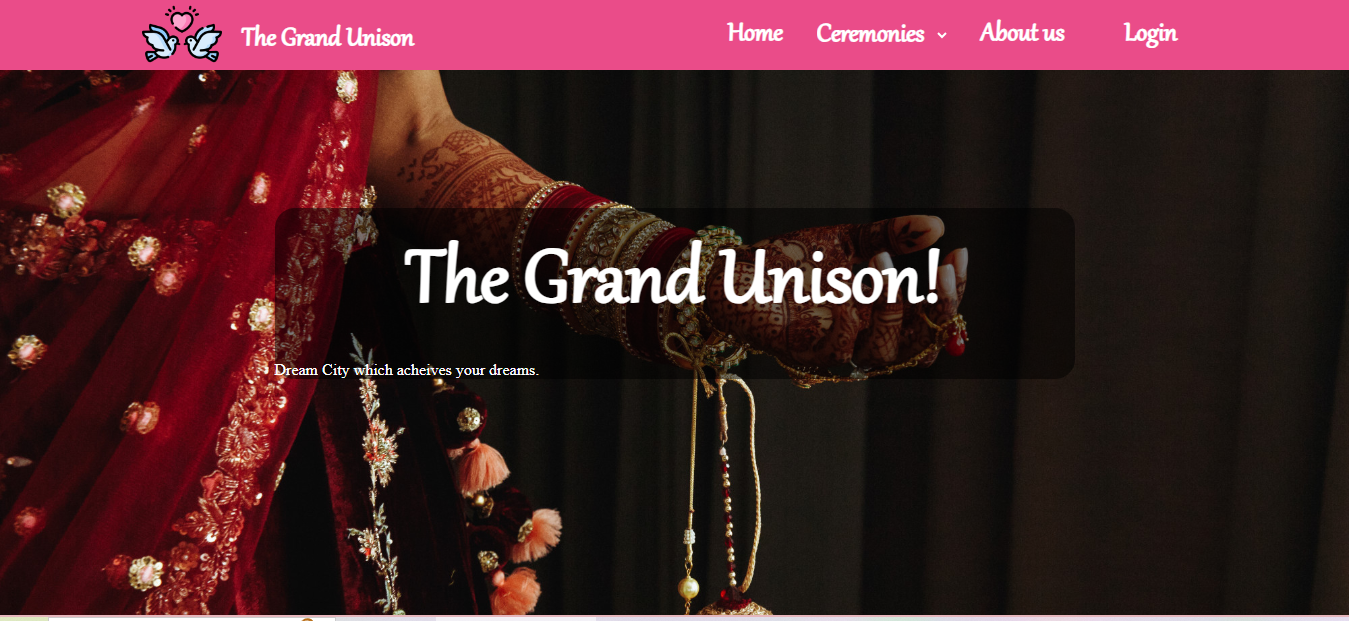 The Grand Unison
Home Ceremonies About us Login
The Grand Unison!
Dream City which acheives your dreams.